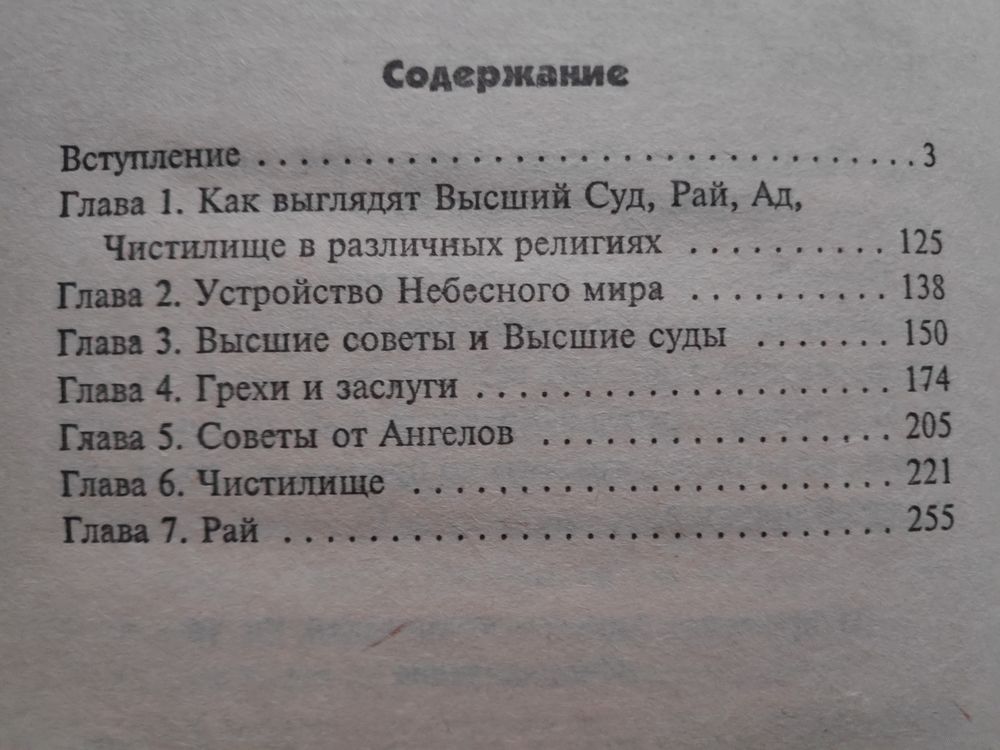 Содержание
Вступление . . . . . . . . . . . . . . . . . . . . . . . . . . . . . . . . 3
Глава 1. Как выглядят Высший Суд, Рай, Ад,
Чистилище в различных религиях . . . . . . . . . . 125
Глава 2. Устройство Небесного мира . . . . . . . . . . 138
Глава 3. Высшие советы и Высшие суды . . . . . . . 150
Глава 4. Грехи и заслуги . . . . . . . . . . . . . . . . . . . . 174
Глава 5. Советы от Ангелов . . . . . . . . . . . . . . . . . 205
Глава 6. Чистилище . . . . . . . . . . . . . . . . . . . . . . . 221
Глава 7. Рай . . . . . . . . . . . . . . . . . . . . . . . . . . . . . 255